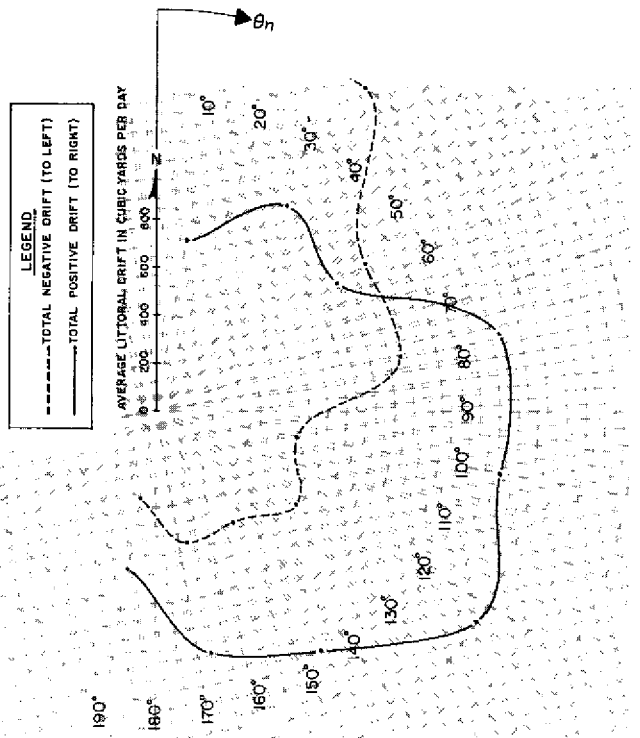 θn
LEGEND
TOTAL NEGATIVE DRIFT (TO LEFT)
TOTAL POSITIVE DRIFT (TO RIGHT)
AVERAGE LITTORAL DRIFT IN CUBIC YARDS PER DAY
N
0 200 400 600 800
10°
20°
30°
40°
50°
60°
70°
80°
90°
100°
110°
120°
130°
140°
150°
160°
170°
180°
190°